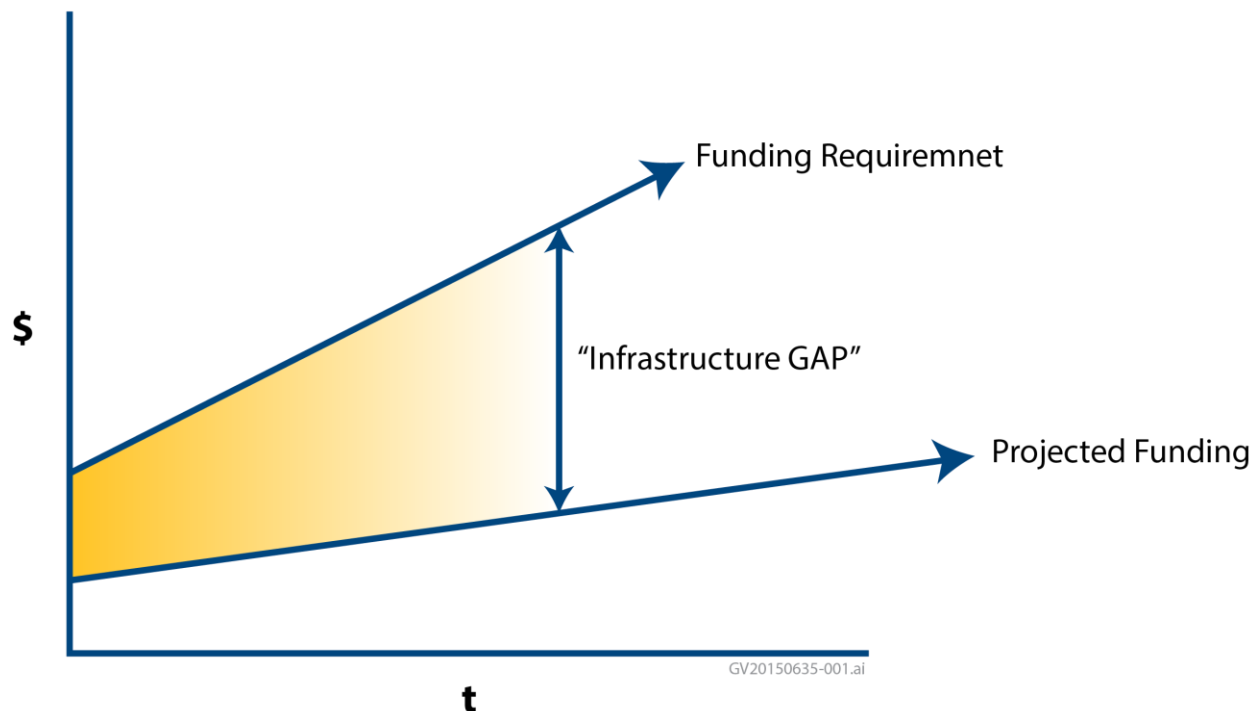 Funding Requiremnet
$
“Infrastructure GAP”
Projected Funding
GV20150635-001.ai
t